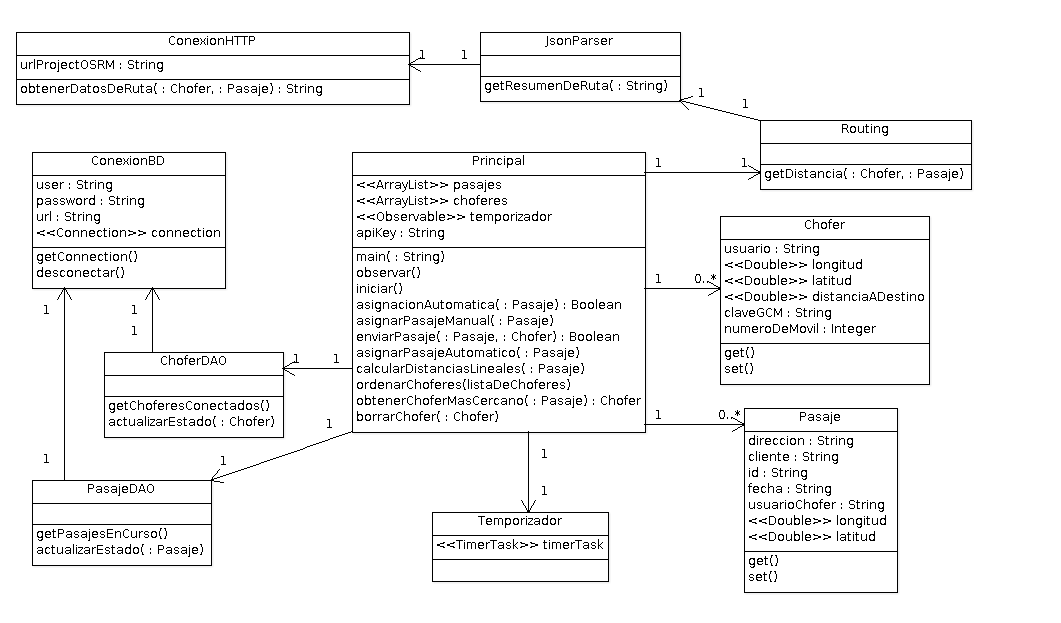 ConexionHTTP
urlProjectOSRM : String
obtenerDatosDeRuta( : Chofer, : Pasaje) : String
1
1
JsonParser
getResumenDeRuta( : String)
1
1
Routing
getDistancia( : Chofer, : Pasaje)
ConexionBD
user : String
password : String
url : String
<<Connection>> connection
getConnection()
desconectar()
Principal
<<ArrayList>> pasajes
<<ArrayList>> choferes
<<Observable>> temporizador
apiKey : String
main( : String)
observar()
iniciar()
asignacionAutomatica( : Pasaje) : Boolean
asignarPasajeManual( : Pasaje)
enviarPasaje( : Pasaje, : Chofer) : Boolean
asignarPasajeAutomatico( : Pasaje)
calcularDistanciasLineales( : Pasaje)
ordenarChoferes(listaDeChoferes)
obtenerChoferMasCercano( : Pasaje) : Chofer
borrarChofer( : Chofer)
1
1
Chofer
usuario : String
<<Double>> longitud
<<Double>> latitud
<<Double>> distanciaADestino
claveGCM : String
numeroDeMovil : Integer
get()
set()
1
0..*
1
1
1
1
ChoferDAO
getChoferesConectados()
actualizarEstado( : Chofer)
1
1
1
0..*
Pasaje
direccion : String
cliente : String
id : String
fecha : String
usuarioChofer : String
<<Double>> longitud
<<Double>> latitud
get()
set()
1
1
1
PasajeDAO
getPasajesEnCurso()
actualizarEstado( : Pasaje)
1
1
Temporizador
<<TimerTask>> timerTask